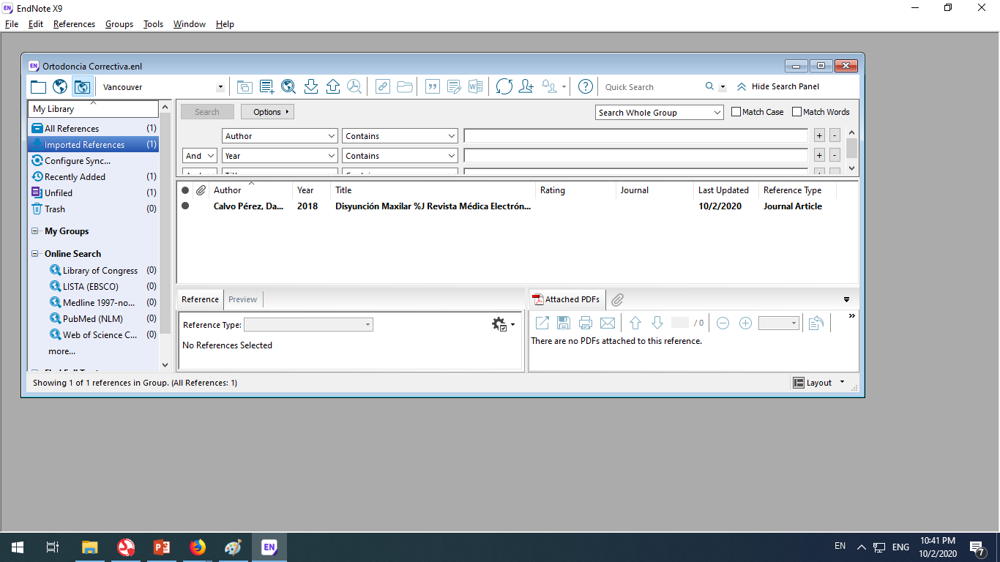 EndNote X9
File Edit References Groups Tools Window Help
Ortodoncia Correctiva.enl
Vancouver Quick Search Hide Search Panel
My Library
All References (1)
Imported References (1)
Configure Sync...
Recently Added (1)
Unfiled (1)
Trash (0)
My Groups
Online Search
Library of Congress (0)
LISTA (EBSCO) (0)
Medline 1997-no... (0)
PubMed (NLM) (0)
Web of Science C... (0)
more...
Search Options Search Whole Group Match Case Match Words
Author Contains + -
And Year Contains + -
Author Year Title Rating Journal Last Updated Reference Type
Calvo Pérez, Da... 2018 Disyunción Maxilar %J Revista Médica Electrón... 10/2/2020 Journal Article
Reference Preview
Reference Type:
No References Selected
Attached PDFs
/ 0
There are no PDFs attached to this reference.
Showing 1 of 1 references in Group. (All References: 1) Layout
EN ENG 10:41 PM
10/2/2020 7